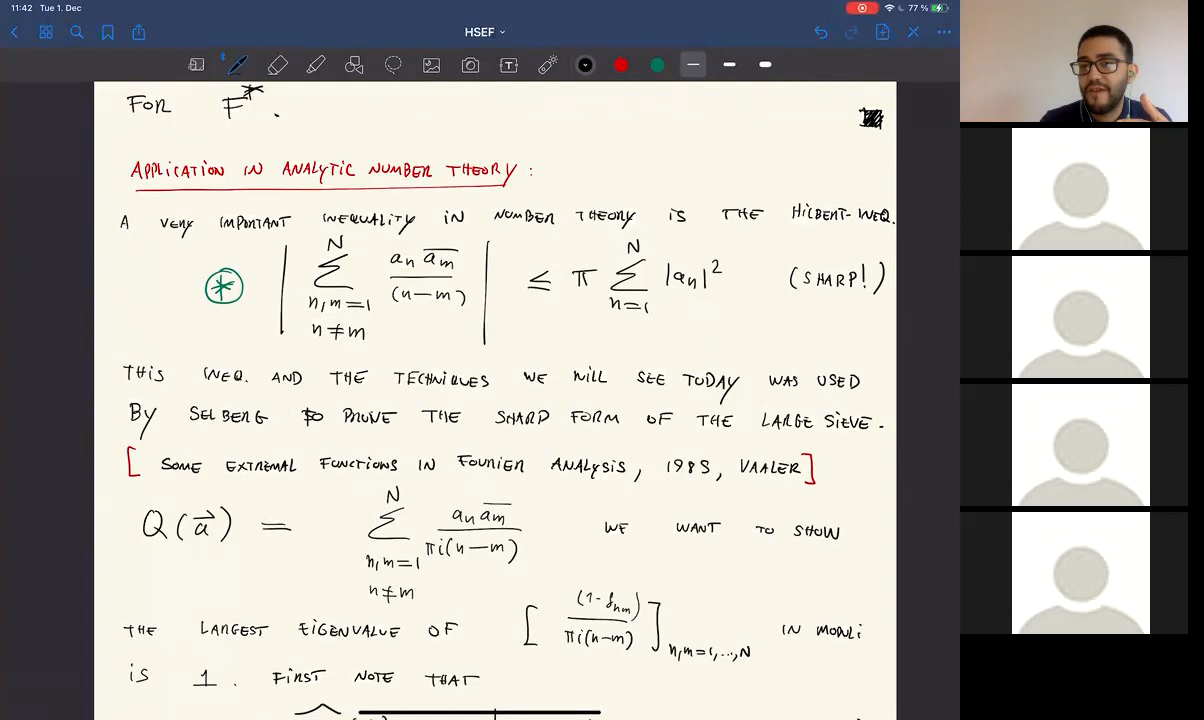 11:42 Tue 1. Dec
77 %
HSEF
FOR F*.
APPLICATION IN ANALYTIC NUMBER THEORY :
A VERY IMPORTANT INEQUALITY IN NUMBER THEORY IS THE HILBERT-INEQ.
(*) | ∑_{n,m=1, n≠m}^{N} a_n \overline{a_m} / (n-m) | ≤ π ∑_{n=1}^{N} |a_n|^2 (SHARP!)
THIS INEQ. AND THE TECHNIQUES WE WILL SEE TODAY WAS USED
BY SELBERG TO PROVE THE SHARP FORM OF THE LARGE SIEVE.
[ SOME EXTREMAL FUNCTIONS IN FOURIER ANALYSIS, 1985, VAALER ]
Q(\vec{a}) = ∑_{n,m=1, n≠m}^{N} a_n \overline{a_m} / πi(n-m) WE WANT TO SHOW
THE LARGEST EIGENVALUE OF [ (1-δ_{nm}) / πi(n-m) ]_{n,m=1,...,N} IN MODULI
IS 1. FIRST NOTE THAT